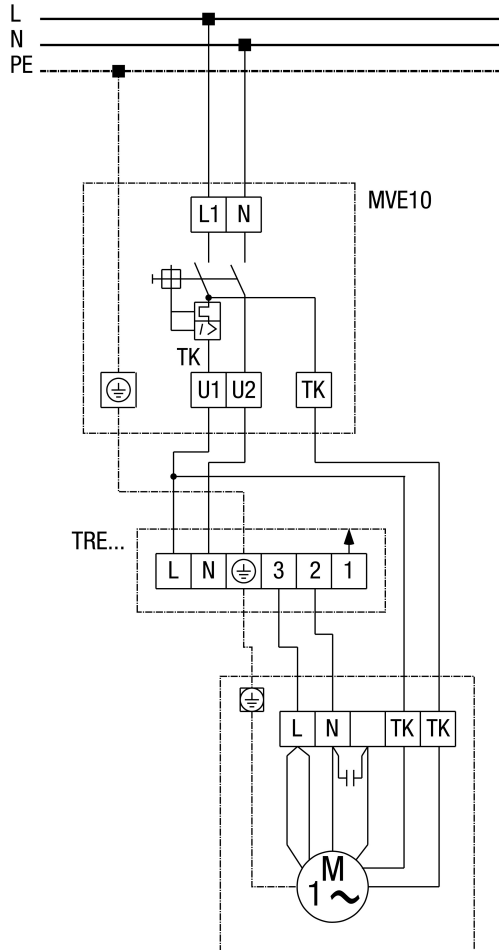 L
N
PE
MVE10
L1 N
I>
TK
U1 U2 TK
TRE...
L N 3 2 1
L N TK TK
M
1 ~